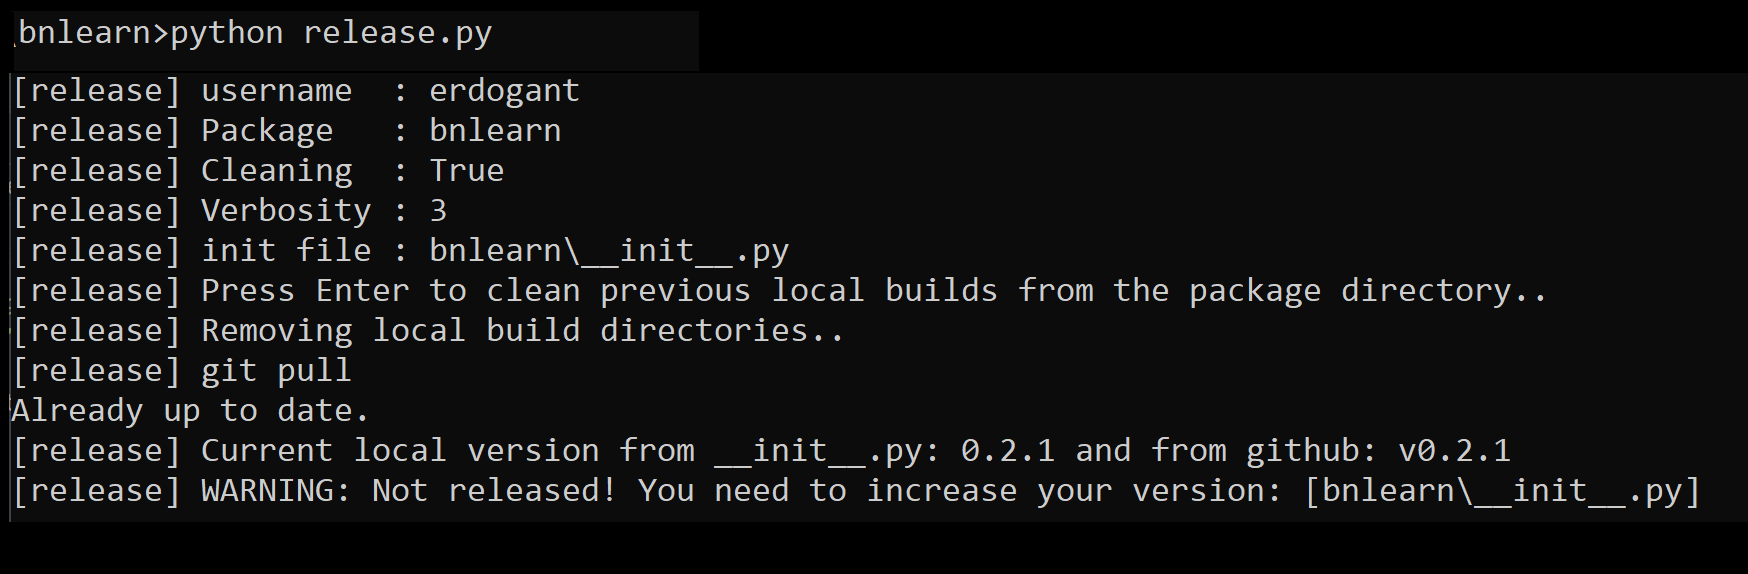 \bnlearn>python release.py
[release] username  : erdogant
[release] Package   : bnlearn
[release] Cleaning  : True
[release] Verbosity : 3
[release] init file : bnlearn\__init__.py
[release] Press Enter to clean previous local builds from the package directory..
[release] Removing local build directories..
[release] git pull
Already up to date.
[release] Current local version from __init__.py: 0.2.1 and from github: v0.2.1
[release] WARNING: Not released! You need to increase your version: [bnlearn\__init__.py]